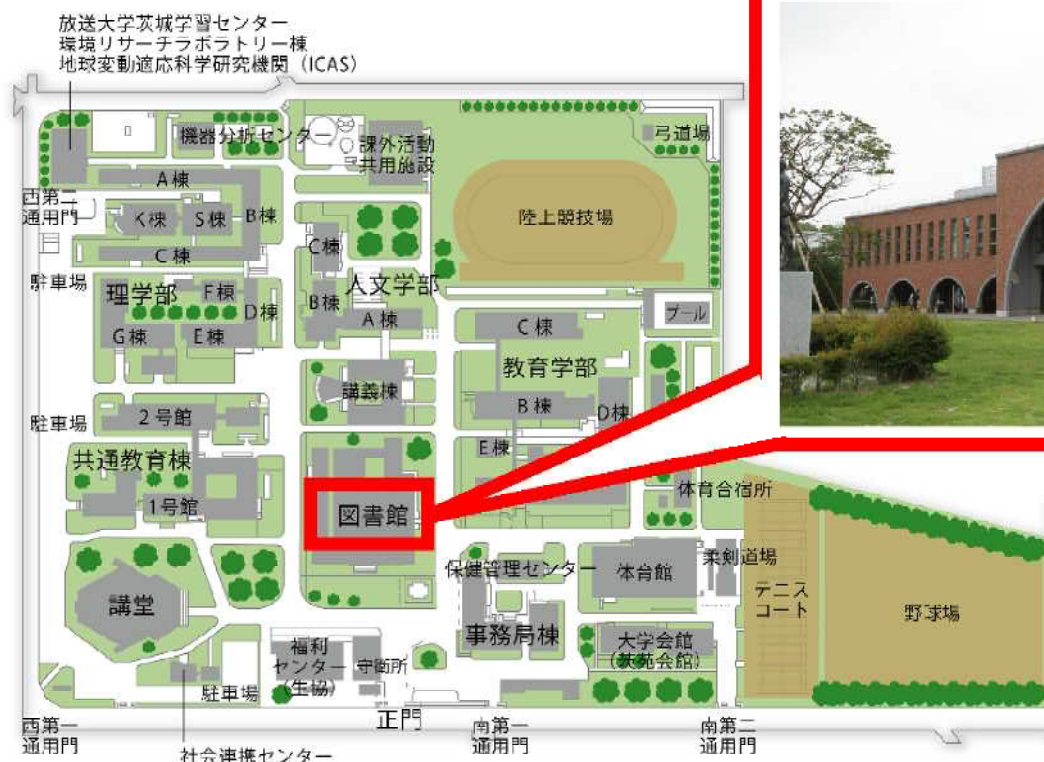 放送大学茨城学習センター
環境リサーチラボラトリー棟
地球変動適応科学研究機関（ICAS）
機器分析センター
課外活動
共用施設
弓道場
A棟
西第二
通用門
K棟
S棟
B棟
C棟
陸上競技場
C棟
駐車場
理学部
F棟
D棟
人文学部
B棟
A棟
プール
G棟
E棟
C棟
教育学部
講義棟
B棟
D棟
駐車場
2号館
E棟
共通教育棟
1号館
図書館
体育合宿所
保健管理センター
体育館
柔剣道場
講堂
テニス
コート
野球場
事務局棟
大学会館
（茨苑会館）
福利
センター
（生協）
守衛所
駐車場
正門
西第一
通用門
南第一
通用門
南第二
通用門
社会連携センター